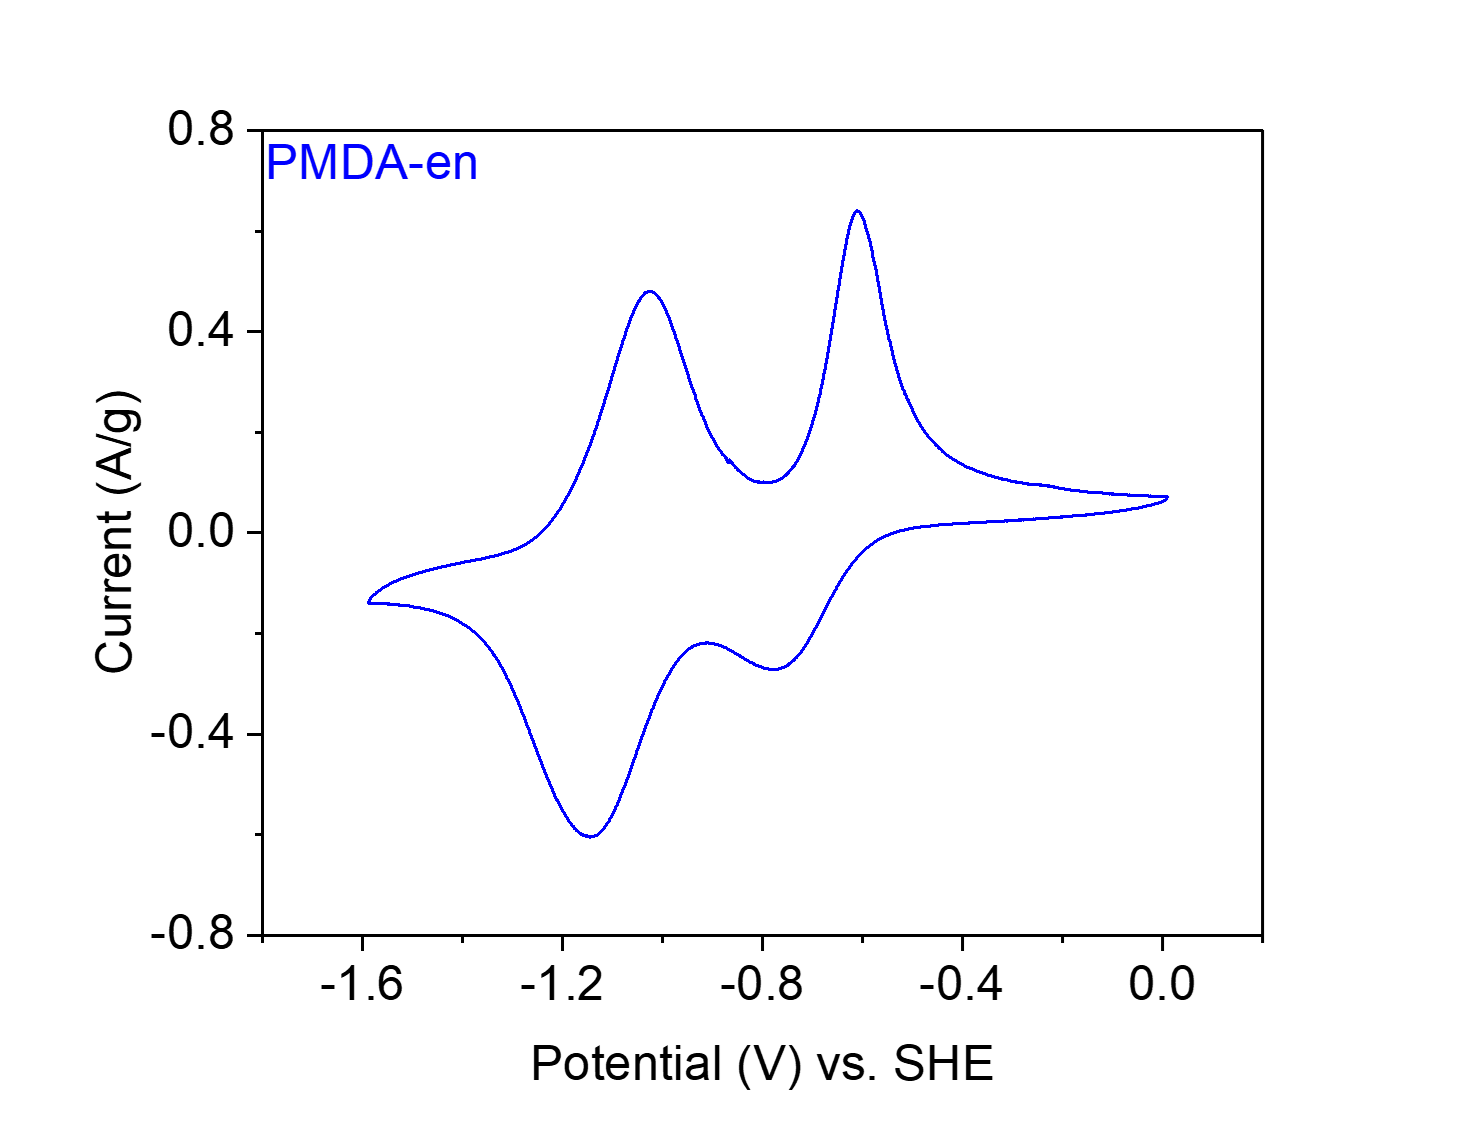 PMDA-en
0.8
0.4
0.0
-0.4
-0.8
Current (A/g)
-1.6 -1.2 -0.8 -0.4 0.0
Potential (V) vs. SHE